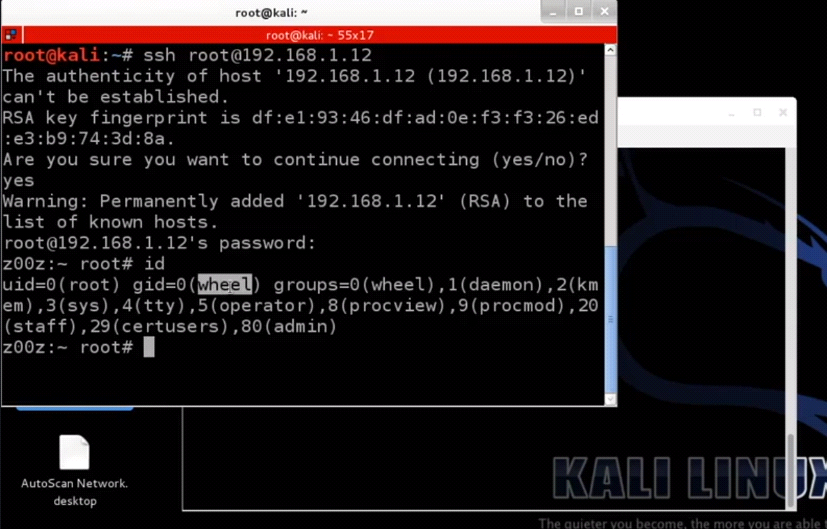 root@kali: ~
root@kali: ~ 55x17
root@kali:~# ssh root@192.168.1.12
The authenticity of host '192.168.1.12 (192.168.1.12)'
can't be established.
RSA key fingerprint is df:e1:93:46:df:ad:0e:f3:f3:26:ed
:e3:b9:74:3d:8a.
Are you sure you want to continue connecting (yes/no)?
yes
Warning: Permanently added '192.168.1.12' (RSA) to the
list of known hosts.
root@192.168.1.12's password:
z00z:~ root# id
uid=0(root) gid=0(wheel) groups=0(wheel),1(daemon),2(km
em),3(sys),4(tty),5(operator),8(procview),9(procmod),20
(staff),29(certusers),80(admin)
z00z:~ root#
AutoScan Network.
desktop
KALI LINUX
The quieter you become, the more you are able